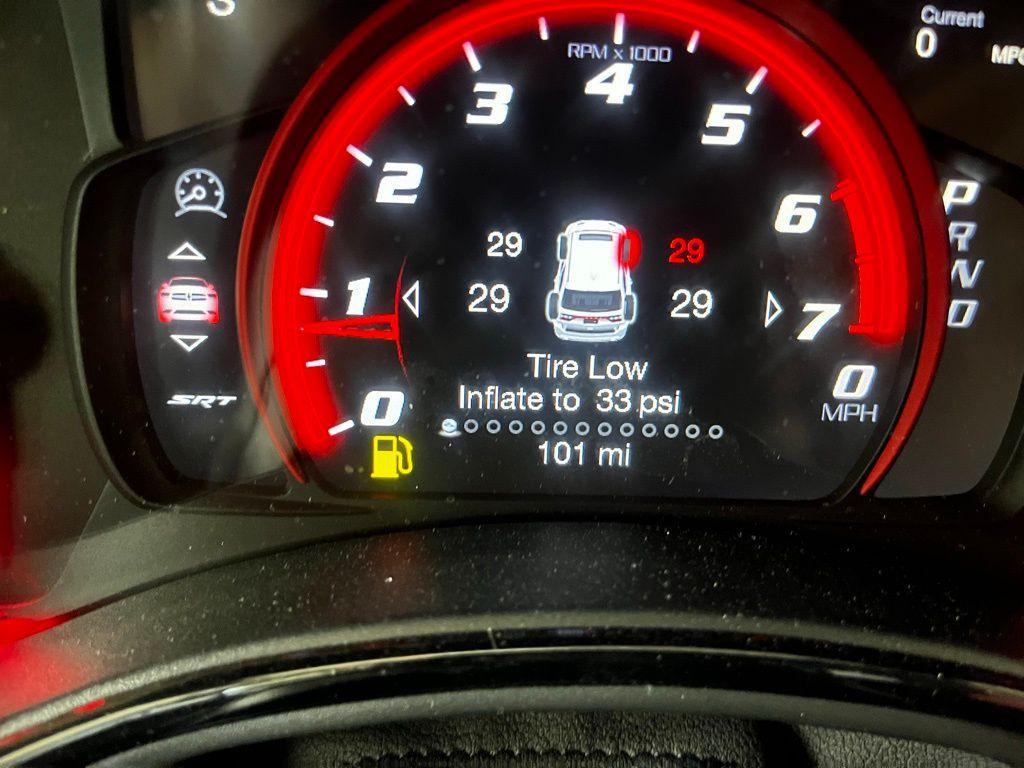 Current
0
MPG
RPM x 1000
0
1
2
3
4
5
6
7
29
29
29
29
Tire Low
Inflate to 33 psi
101 mi
SRT
0
MPH
P
R
N